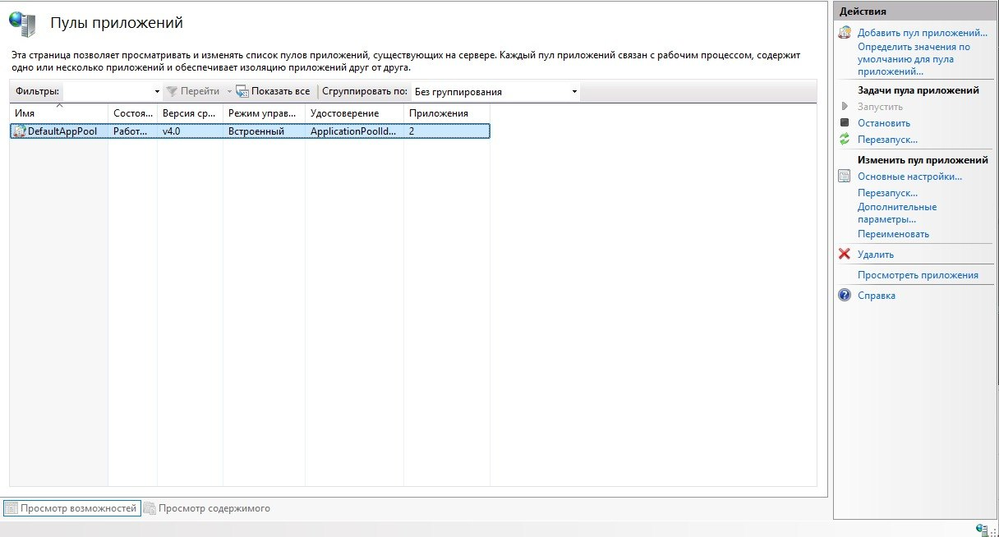 Пулы приложений
Эта страница позволяет просматривать и изменять список пулов приложений, существующих на сервере. Каждый пул приложений связан с рабочим процессом, содержит
одно или несколько приложений и обеспечивает изоляцию приложений друг от друга.
Фильтры: Перейти Показать все Сгруппировать по: Без группирования
Имя Состоя... Версия ср... Режим управ... Удостоверение Приложения
DefaultAppPool Работ... v4.0 Встроенный ApplicationPoolId... 2
Просмотр возможностей Просмотр содержимого
Действия
Добавить пул приложений...
Определить значения по
умолчанию для пула
приложений...
Задачи пула приложений
Запустить
Остановить
Перезапуск...
Изменить пул приложений
Основные настройки...
Перезапуск...
Дополнительные
параметры...
Переименовать
Удалить
Просмотреть приложения
Справка